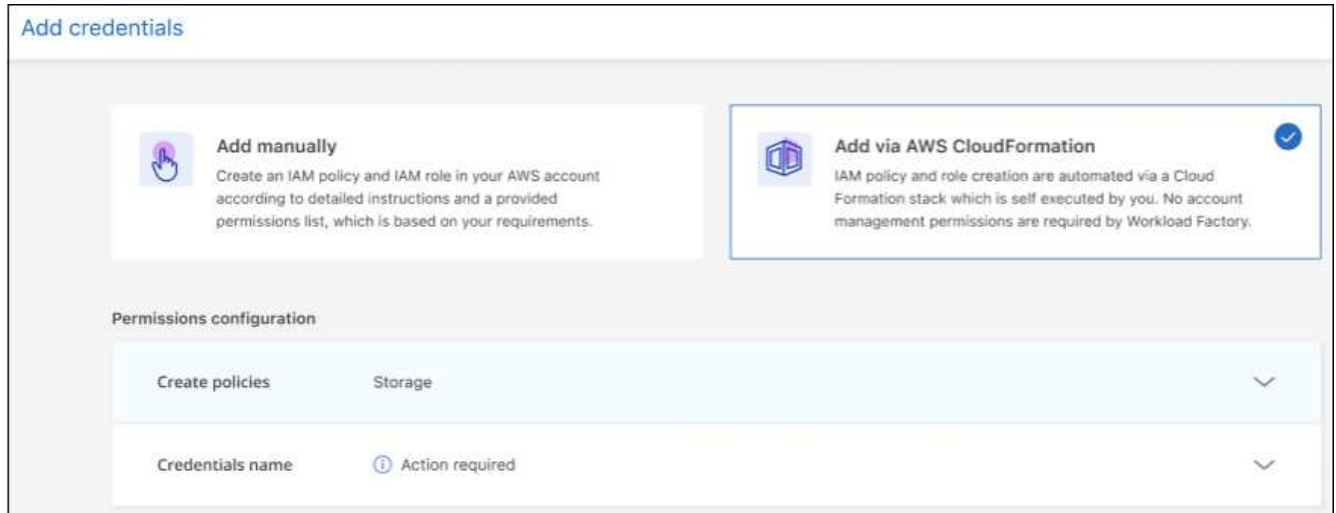 Add credentials
Add manually
Create an IAM policy and IAM role in your AWS account
according to detailed instructions and a provided
permissions list, which is based on your requirements.
Add via AWS CloudFormation
IAM policy and role creation are automated via a Cloud
Formation stack which is self executed by you. No account
management permissions are required by Workload Factory.
Permissions configuration
Create policies Storage
Credentials name Action required